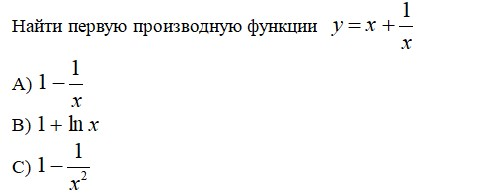 Найти первую производную функции y = x + 1/x
А) 1 − 1/x
В) 1 + ln x
С) 1 − 1/x²